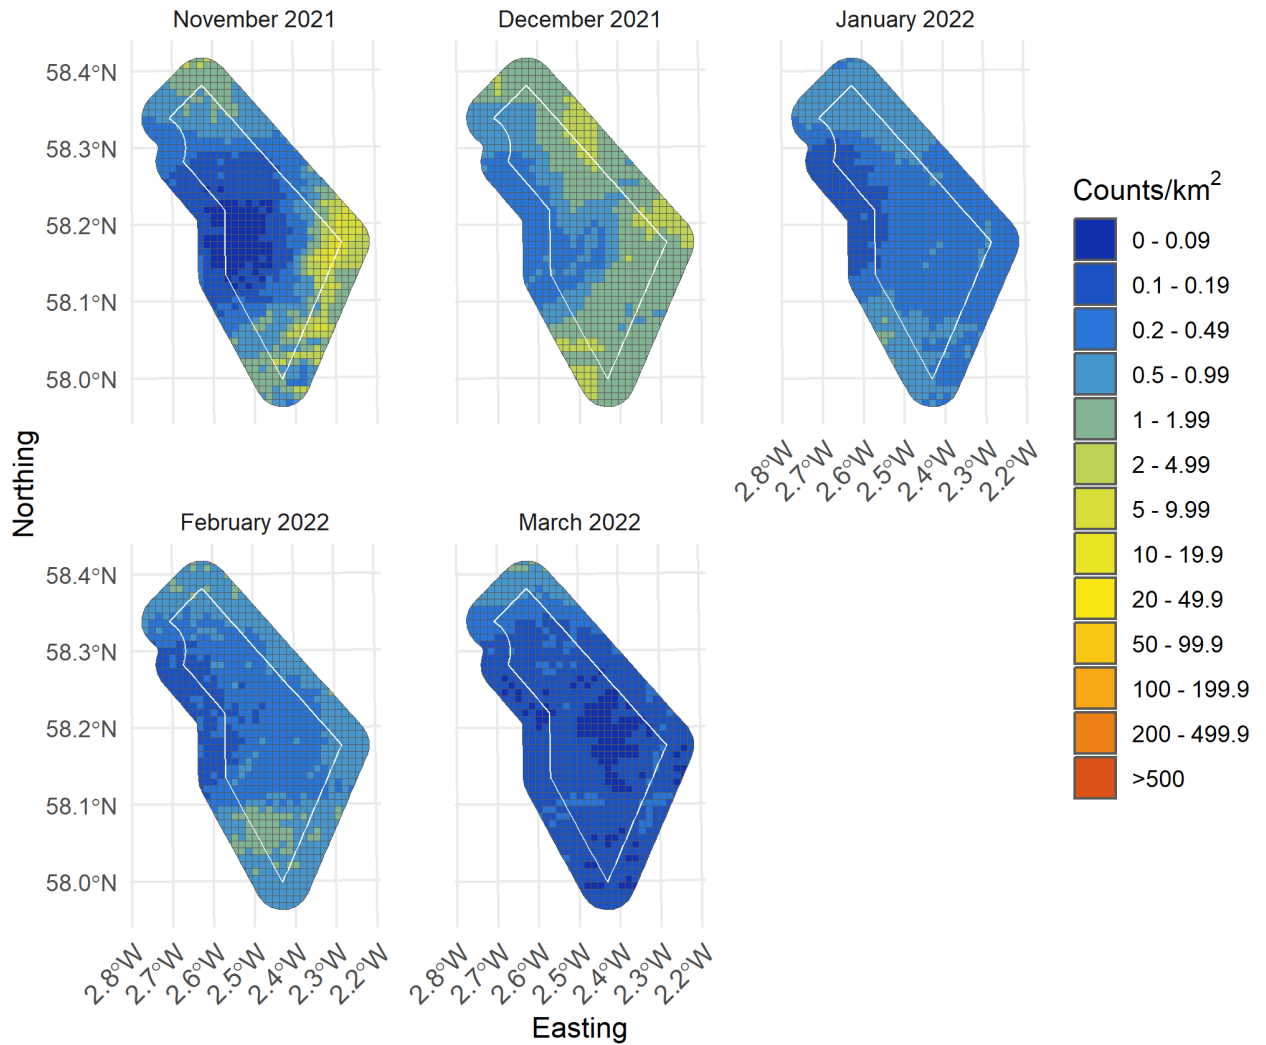 November 2021
December 2021
January 2022
58.4°N
58.3°N
58.2°N
58.1°N
58.0°N
2.8°W
2.7°W
2.6°W
2.5°W
2.4°W
2.3°W
2.2°W
Northing
February 2022
March 2022
58.4°N
58.3°N
58.2°N
58.1°N
58.0°N
2.8°W
2.7°W
2.6°W
2.5°W
2.4°W
2.3°W
2.2°W
2.8°W
2.7°W
2.6°W
2.5°W
2.4°W
2.3°W
2.2°W
Easting
Counts/km²
0 - 0.09
0.1 - 0.19
0.2 - 0.49
0.5 - 0.99
1 - 1.99
2 - 4.99
5 - 9.99
10 - 19.9
20 - 49.9
50 - 99.9
100 - 199.9
200 - 499.9
>500